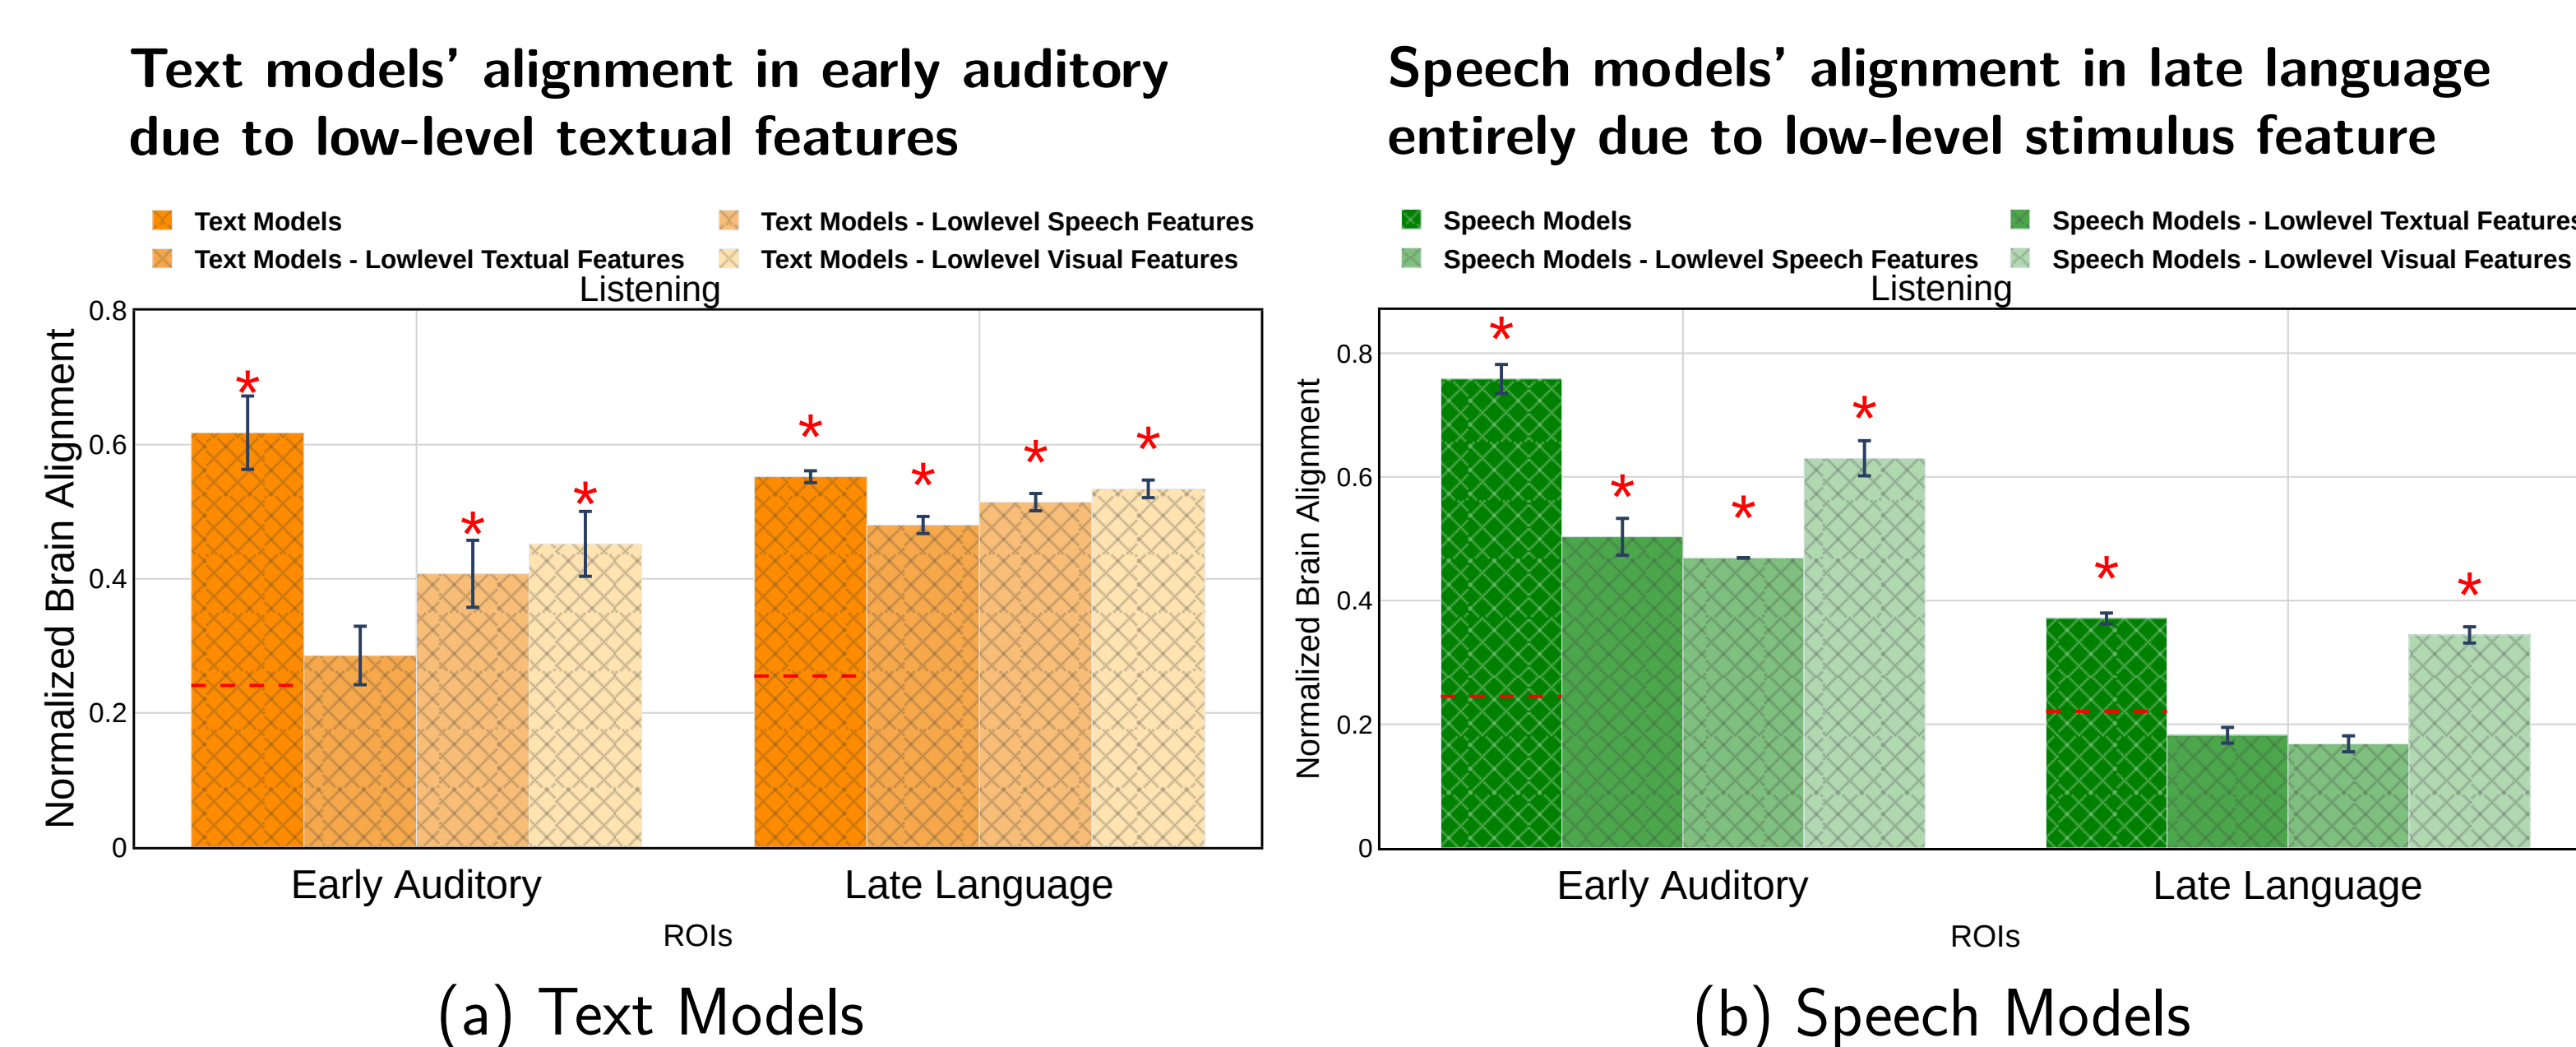 Text models’ alignment in early auditory
due to low-level textual features
Text Models
Text Models - Lowlevel Speech Features
Text Models - Lowlevel Textual Features
Text Models - Lowlevel Visual Features
Listening
Normalized Brain Alignment
0.8
0.6
0.4
0.2
0
*
*
*
*
*
*
*
Early Auditory
Late Language
ROIs
(a) Text Models
Speech models’ alignment in late language
entirely due to low-level stimulus feature
Speech Models
Speech Models - Lowlevel Textual Features
Speech Models - Lowlevel Speech Features
Speech Models - Lowlevel Visual Features
Listening
Normalized Brain Alignment
0.8
0.6
0.4
0.2
0
*
*
*
*
*
*
Early Auditory
Late Language
ROIs
(b) Speech Models